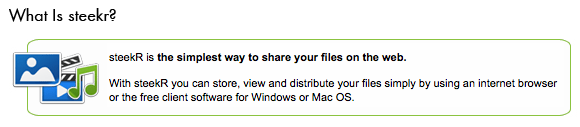 What Is steekr?
steekR is the simplest way to share your files on the web.
With steekR you can store, view and distribute your files simply by using an internet browser
or the free client software for Windows or Mac OS.